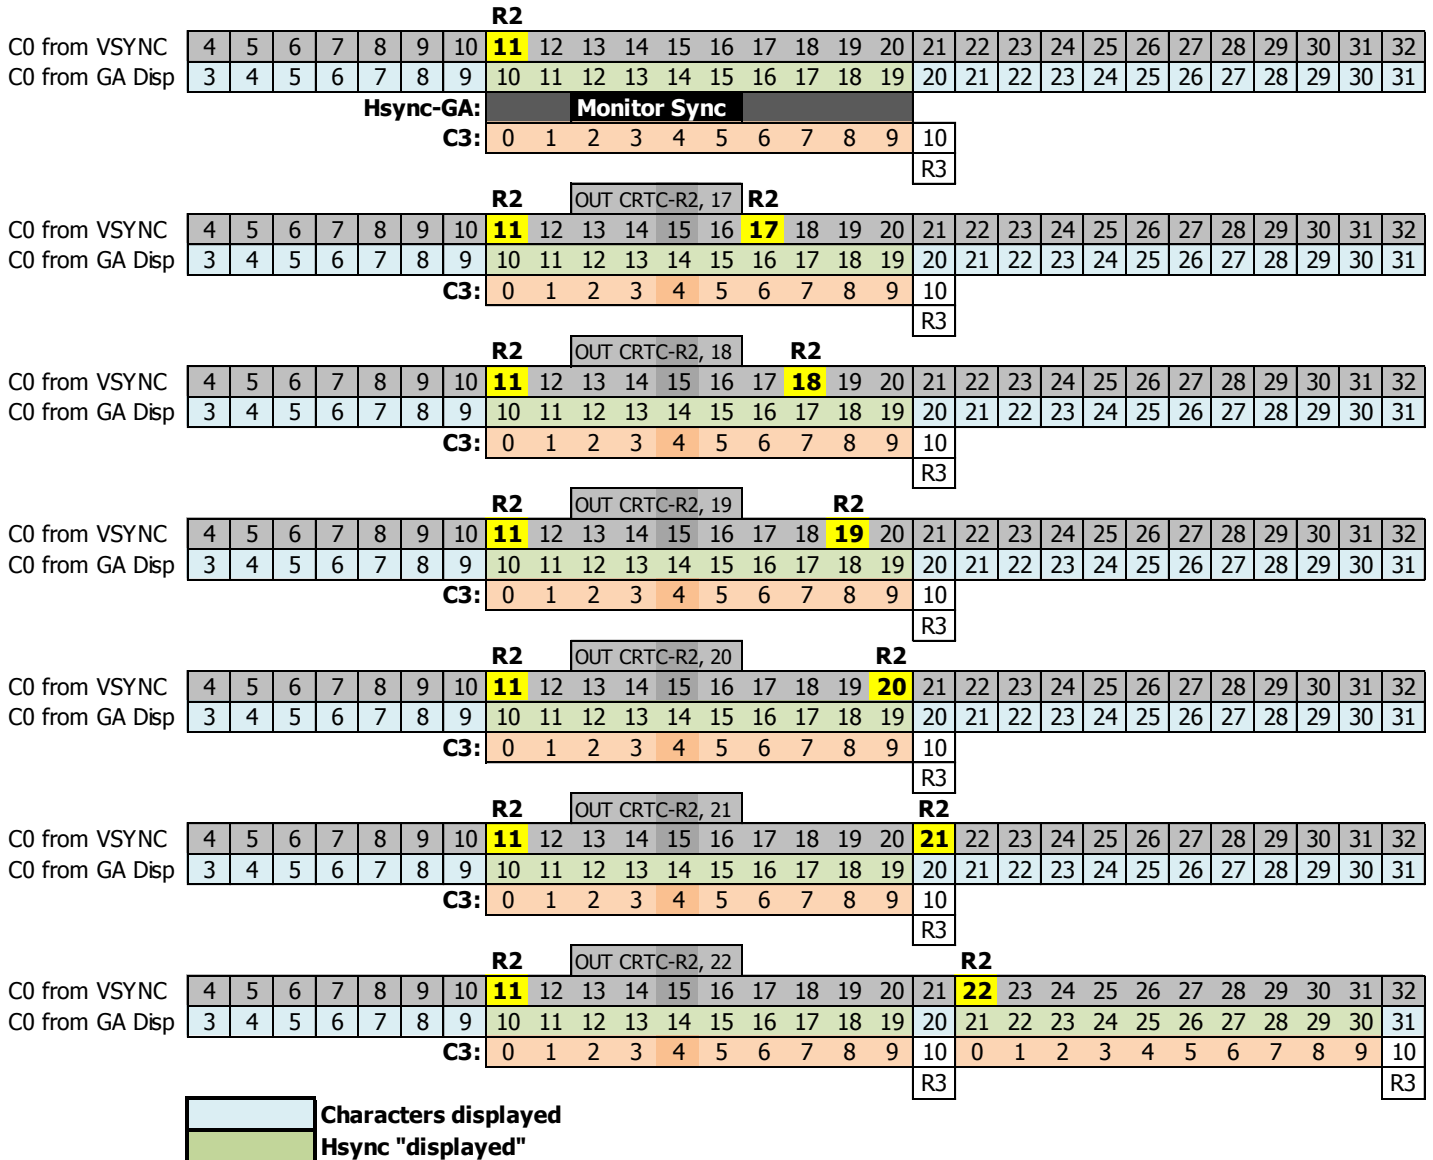 R2
C0 from VSYNC 4 5 6 7 8 9 10 11 12 13 14 15 16 17 18 19 20 21 22 23 24 25 26 27 28 29 30 31 32
C0 from GA Disp 3 4 5 6 7 8 9 10 11 12 13 14 15 16 17 18 19 20 21 22 23 24 25 26 27 28 29 30 31
Hsync-GA: Monitor Sync
C3: 0 1 2 3 4 5 6 7 8 9 10
R3
R2 OUT CRTC-R2, 17 R2
C0 from VSYNC 4 5 6 7 8 9 10 11 12 13 14 15 16 17 18 19 20 21 22 23 24 25 26 27 28 29 30 31 32
C0 from GA Disp 3 4 5 6 7 8 9 10 11 12 13 14 15 16 17 18 19 20 21 22 23 24 25 26 27 28 29 30 31
C3: 0 1 2 3 4 5 6 7 8 9 10
R3
R2 OUT CRTC-R2, 18 R2
C0 from VSYNC 4 5 6 7 8 9 10 11 12 13 14 15 16 17 18 19 20 21 22 23 24 25 26 27 28 29 30 31 32
C0 from GA Disp 3 4 5 6 7 8 9 10 11 12 13 14 15 16 17 18 19 20 21 22 23 24 25 26 27 28 29 30 31
C3: 0 1 2 3 4 5 6 7 8 9 10
R3
R2 OUT CRTC-R2, 19 R2
C0 from VSYNC 4 5 6 7 8 9 10 11 12 13 14 15 16 17 18 19 20 21 22 23 24 25 26 27 28 29 30 31 32
C0 from GA Disp 3 4 5 6 7 8 9 10 11 12 13 14 15 16 17 18 19 20 21 22 23 24 25 26 27 28 29 30 31
C3: 0 1 2 3 4 5 6 7 8 9 10
R3
R2 OUT CRTC-R2, 20 R2
C0 from VSYNC 4 5 6 7 8 9 10 11 12 13 14 15 16 17 18 19 20 21 22 23 24 25 26 27 28 29 30 31 32
C0 from GA Disp 3 4 5 6 7 8 9 10 11 12 13 14 15 16 17 18 19 20 21 22 23 24 25 26 27 28 29 30 31
C3: 0 1 2 3 4 5 6 7 8 9 10
R3
R2 OUT CRTC-R2, 21 R2
C0 from VSYNC 4 5 6 7 8 9 10 11 12 13 14 15 16 17 18 19 20 21 22 23 24 25 26 27 28 29 30 31 32
C0 from GA Disp 3 4 5 6 7 8 9 10 11 12 13 14 15 16 17 18 19 20 21 22 23 24 25 26 27 28 29 30 31
C3: 0 1 2 3 4 5 6 7 8 9 10
R3
R2 OUT CRTC-R2, 22 R2
C0 from VSYNC 4 5 6 7 8 9 10 11 12 13 14 15 16 17 18 19 20 21 22 23 24 25 26 27 28 29 30 31 32
C0 from GA Disp 3 4 5 6 7 8 9 10 11 12 13 14 15 16 17 18 19 20 21 22 23 24 25 26 27 28 29 30 31
C3: 0 1 2 3 4 5 6 7 8 9 10 0 1 2 3 4 5 6 7 8 9 10
R3 R3
Characters displayed
Hsync "displayed"